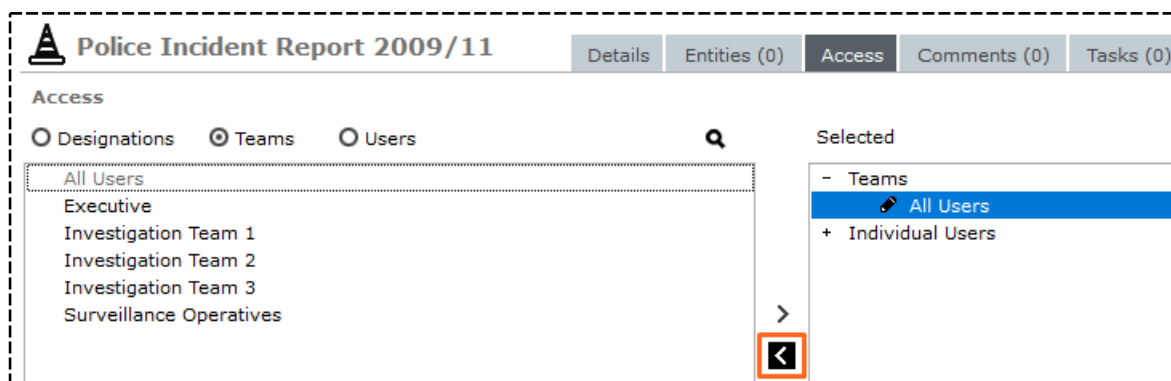 Police Incident Report 2009/11
Details Entities (0) Access Comments (0) Tasks (0)
Access
Designations Teams Users
Selected
All Users
Executive
Investigation Team 1
Investigation Team 2
Investigation Team 3
Surveillance Operatives
- Teams
All Users
+ Individual Users